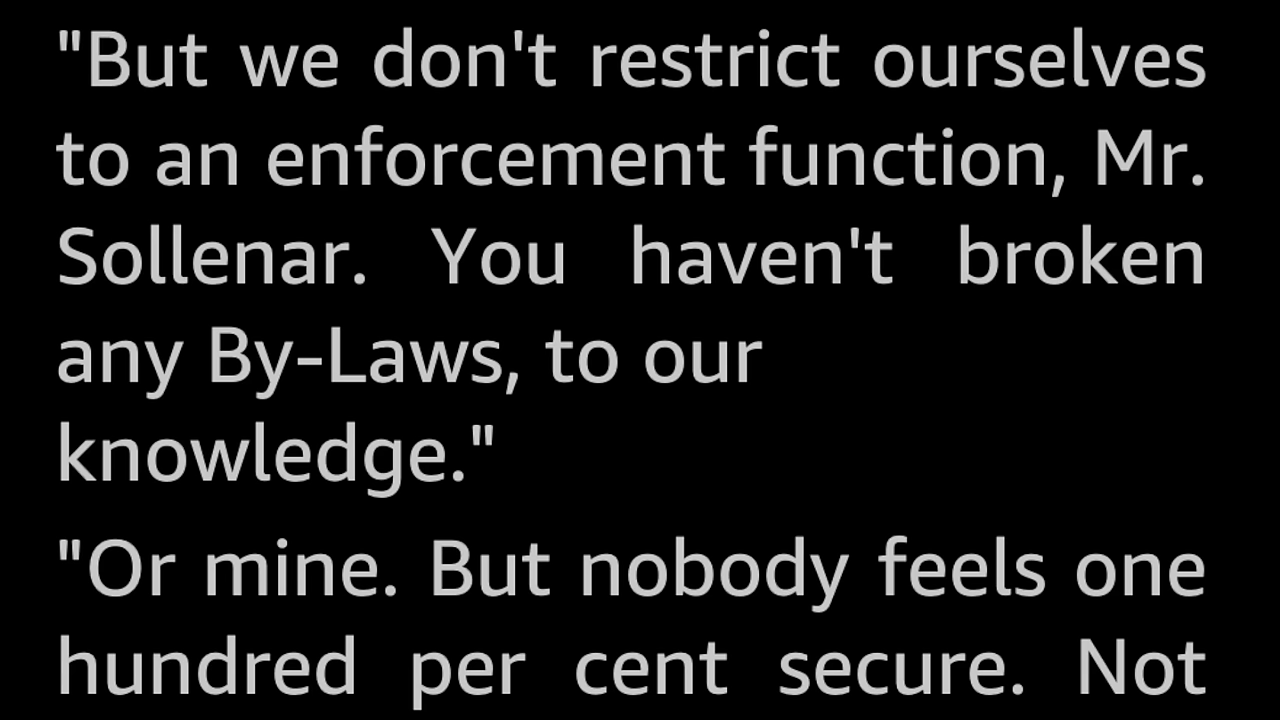 "But we don't restrict ourselves
to an enforcement function, Mr.
Sollenar. You haven't broken
any By-Laws, to our
knowledge."
"Or mine. But nobody feels one
hundred per cent secure. Not